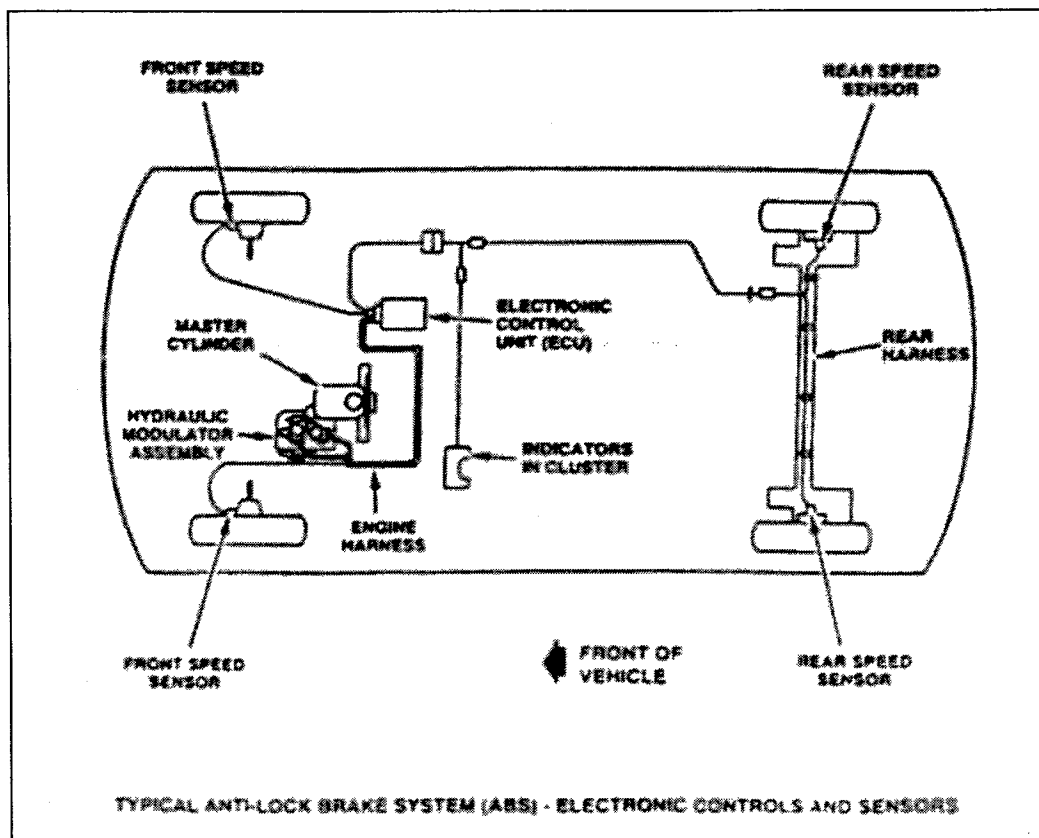 FRONT SPEED
SENSOR
REAR SPEED
SENSOR
MASTER
CYLINDER
ELECTRONIC
CONTROL
UNIT (ECU)
REAR
HARNESS
HYDRAULIC
MODULATOR
ASSEMBLY
INDICATORS
IN CLUSTER
ENGINE
HARNESS
FRONT SPEED
SENSOR
FRONT OF
VEHICLE
REAR SPEED
SENSOR
TYPICAL ANTI-LOCK BRAKE SYSTEM (ABS) - ELECTRONIC CONTROLS AND SENSORS